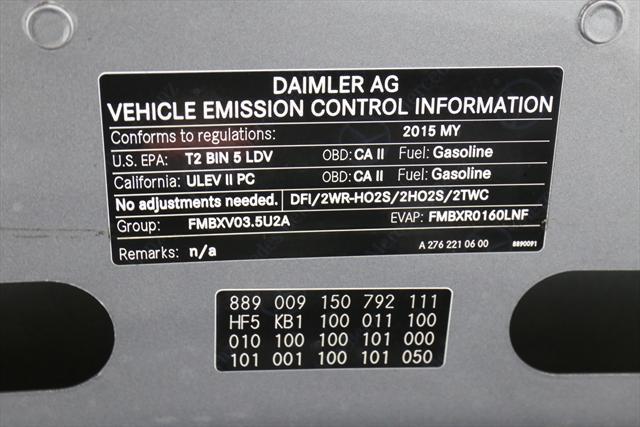 DAIMLER AG
VEHICLE EMISSION CONTROL INFORMATION
Conforms to regulations: 2015 MY
U.S. EPA: T2 BIN 5 LDV OBD: CA II Fuel: Gasoline
California: ULEV II PC OBD: CA II Fuel: Gasoline
No adjustments needed. DFI/2WR-HO2S/2HO2S/2TWC
Group: FMBXV03.5U2A EVAP: FMBXR0160LNF
Remarks: n/a A 276 221 06 00 8890091
889 009 150 792 111
HF5 KB1 100 011 100
010 100 100 101 000
101 001 100 101 050